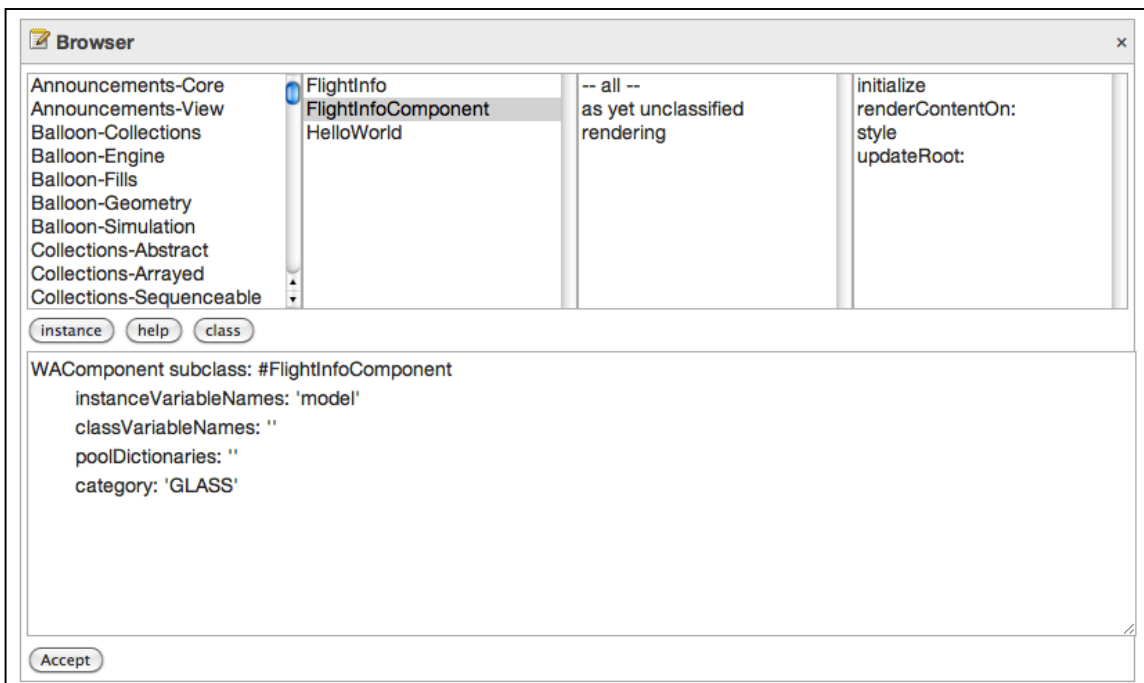 Browser ×
Announcements-Core
Announcements-View
Balloon-Collections
Balloon-Engine
Balloon-Fills
Balloon-Geometry
Balloon-Simulation
Collections-Abstract
Collections-Arrayed
Collections-Sequenceable
FlightInfo
FlightInfoComponent
HelloWorld
-- all --
as yet unclassified
rendering
initialize
renderContentOn:
style
updateRoot:
instance help class
WAComponent subclass: #FlightInfoComponent
instanceVariableNames: 'model'
classVariableNames: ''
poolDictionaries: ''
category: 'GLASS'
Accept